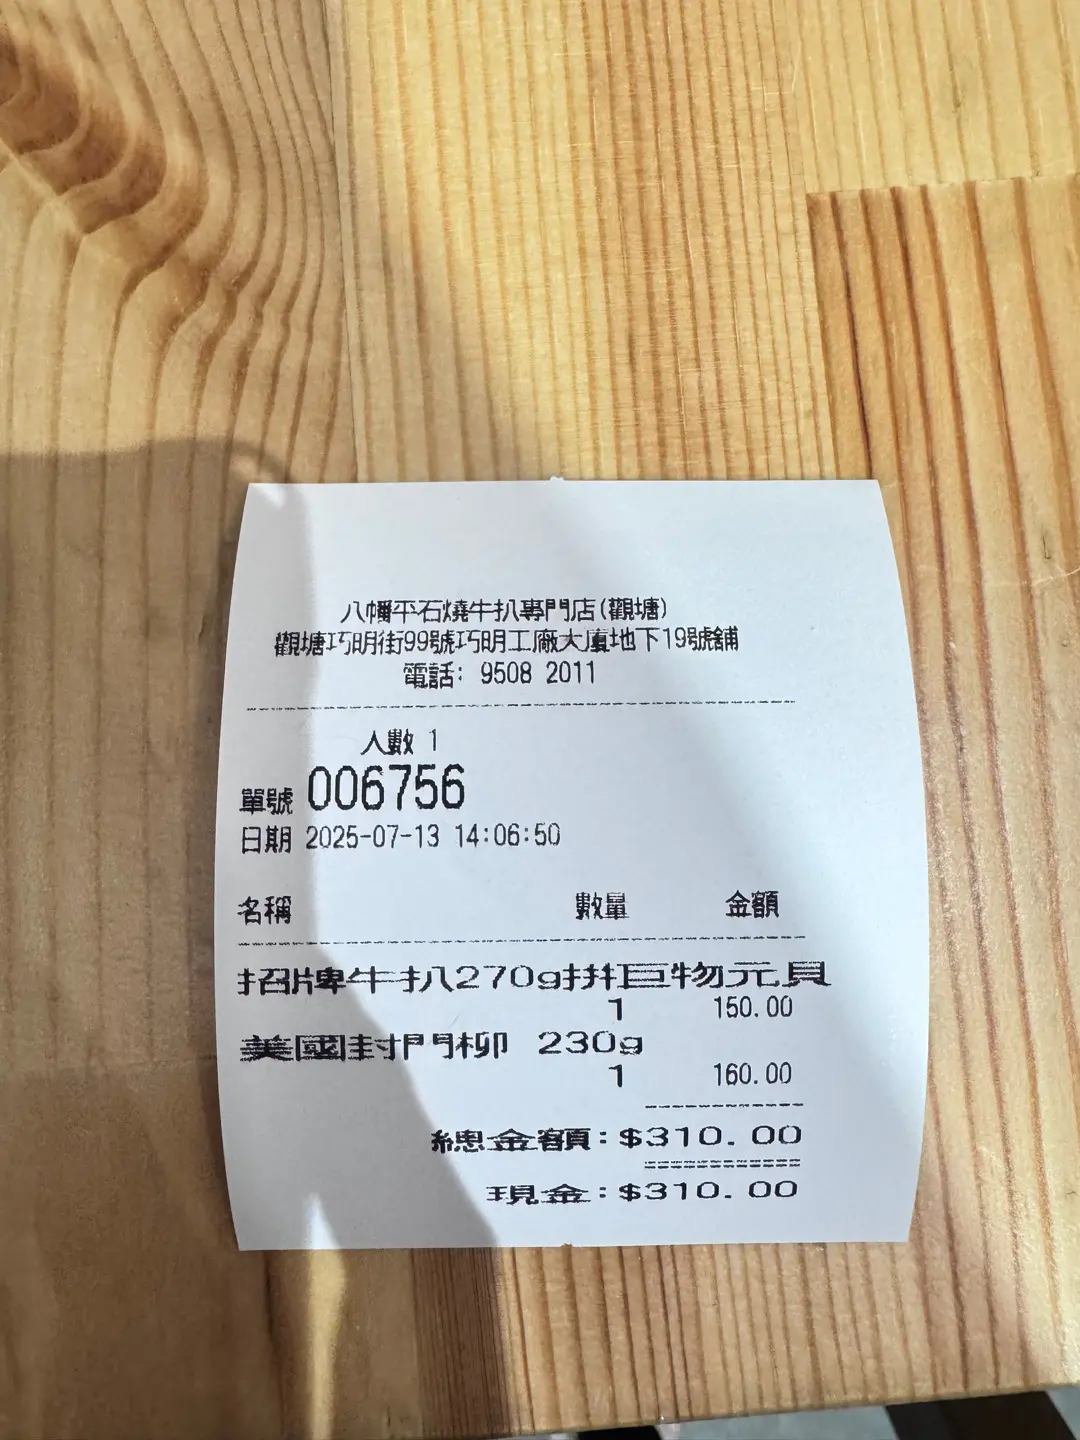 八幡平石燒牛扒專門店(觀塘)
觀塘巧明街99號巧明工廠大廈地下19號舖
電話: 9508 2011
人數 1
單號 006756
日期 2025-07-13 14:06:50
名稱 數量 金額
招牌牛扒270g拼巨物元貝
1 150.00
美國封門柳 230g
1 160.00
總金額:$310.00
現金:$310.00